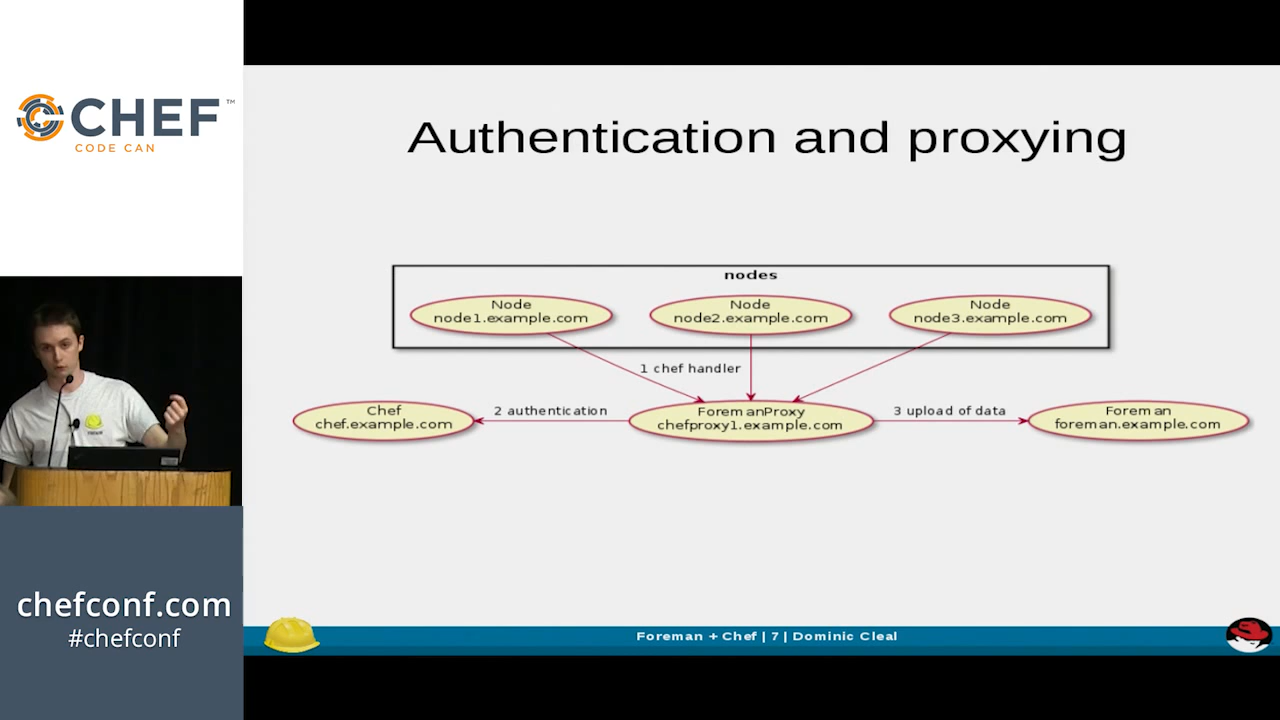 CHEF™
CODE CAN
Authentication and proxying
nodes
Node
node1.example.com
Node
node2.example.com
Node
node3.example.com
1 chef handler
Chef
chef.example.com
2 authentication
ForemanProxy
chefproxy1.example.com
3 upload of data
Foreman
foreman.example.com
chefconf.com
#chefconf
Foreman + Chef | 7 | Dominic Cleal